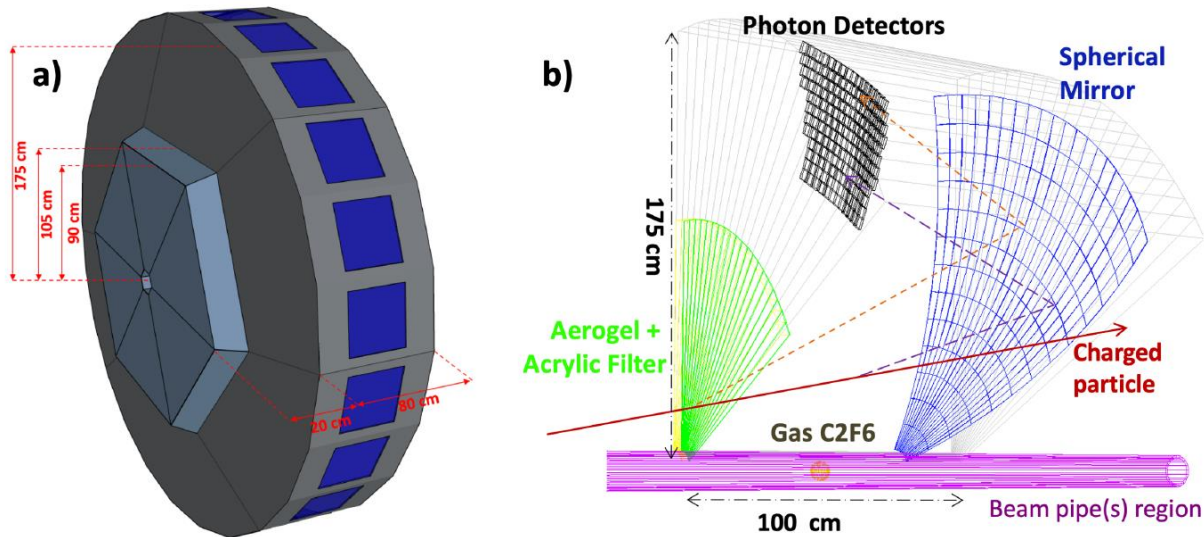 a)
175 cm
105 cm
90 cm
20 cm
80 cm
b)
Photon Detectors
Spherical
Mirror
175 cm
Aerogel +
Acrylic Filter
Charged
particle
Gas C2F6
Beam pipe(s) region
100 cm